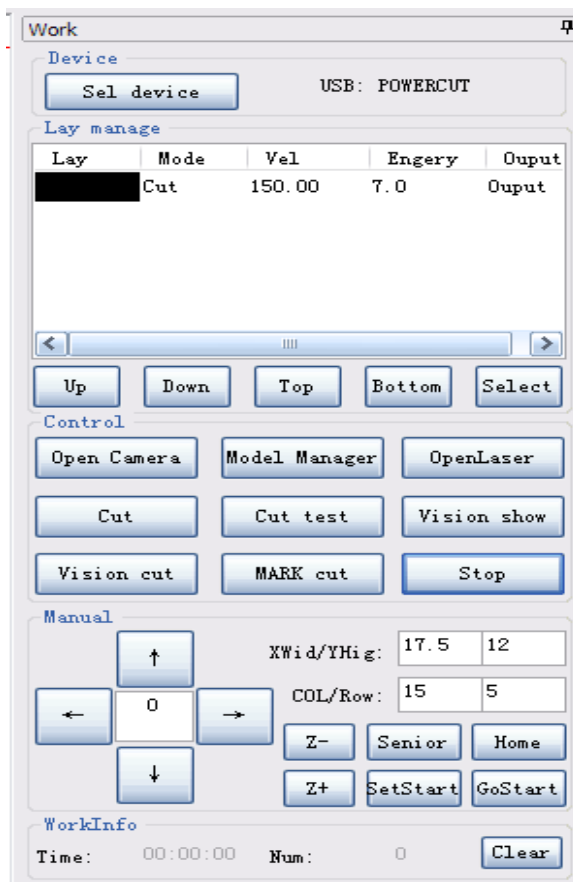 Work
Device
Sel device USB: POWERCUT
Lay manage
Lay Mode Vel Engery Ouput
Cut 150.00 7.0 Ouput
Up Down Top Bottom Select
Control
Open Camera Model Manager OpenLaser
Cut Cut test Vision show
Vision cut MARK cut Stop
Manual
↑ XWid/YHig: 17.5 12
← 0 → COL/Row: 15 5
Z- Senior Home
↓ Z+ SetStart GoStart
WorkInfo
Time: 00:00:00 Num: 0 Clear